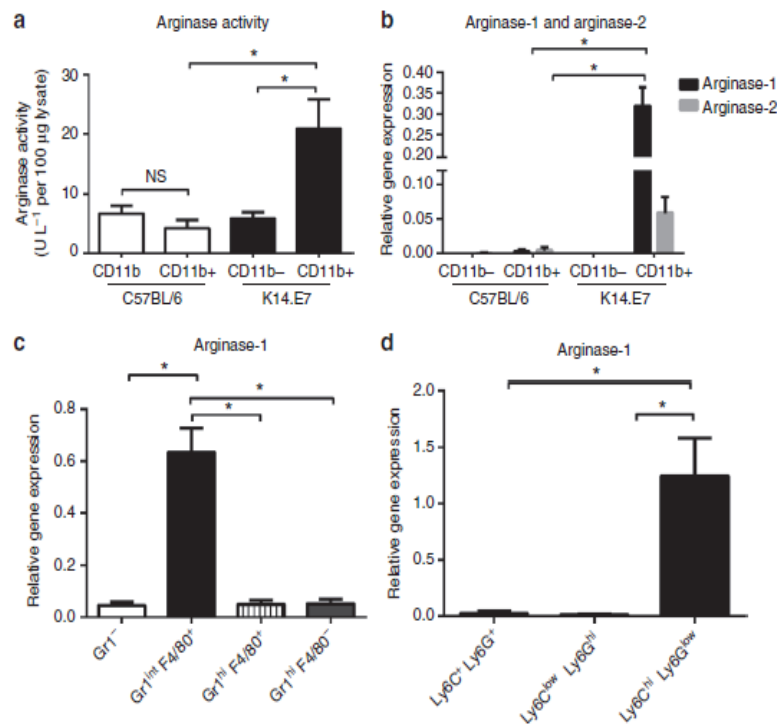 a
Arginase activity
*
*
NS
Arginase activity
(U L⁻¹ per 100 µg lysate)
30
20
10
0
CD11b CD11b+ CD11b− CD11b+
C57BL/6 K14.E7
b
Arginase-1 and arginase-2
*
*
Arginase-1
Arginase-2
Relative gene expression
0.40
0.35
0.30
0.25
0.20
0.10
0.05
0.00
CD11b− CD11b+ CD11b− CD11b+
C57BL/6 K14.E7
c
Arginase-1
*
*
*
Relative gene expression
0.8
0.6
0.4
0.2
0.0
Gr1⁻
Gr1ⁱⁿᵗ F4/80⁺
Gr1ʰⁱ F4/80⁺
Gr1ʰⁱ F4/80⁻
d
Arginase-1
*
*
Relative gene expression
2.0
1.5
1.0
0.5
0.0
Ly6C⁺ Ly6G⁺
Ly6Cˡᵒʷ Ly6Gʰⁱ
Ly6Cʰⁱ Ly6Gˡᵒʷ